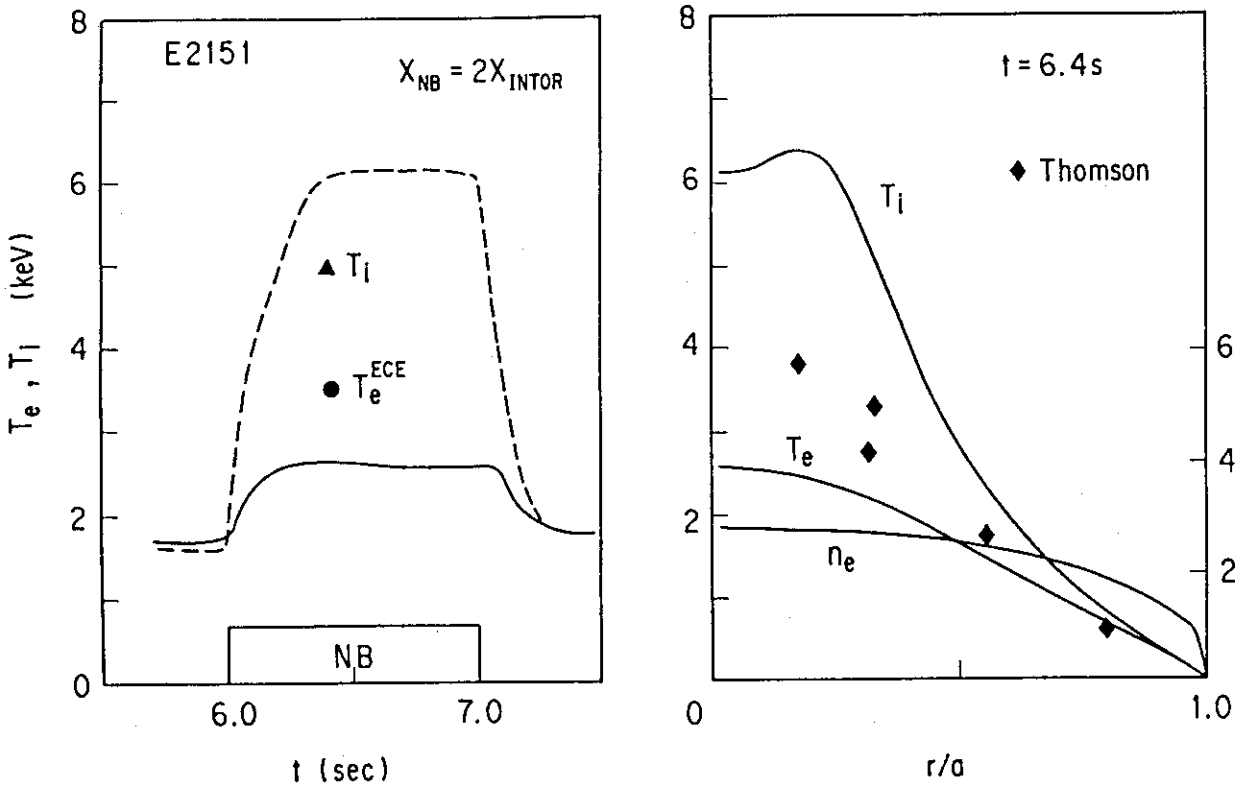 E2151
X_NB = 2X_INTOR
T_e , T_i (keV)
8
6
4
2
0
▲ T_i
● T_e^ECE
NB
6.0
7.0
t (sec)
t = 6.4s
◆ Thomson
T_i
T_e
n_e
8
6
4
2
0
6
4
2
0
1.0
r/a